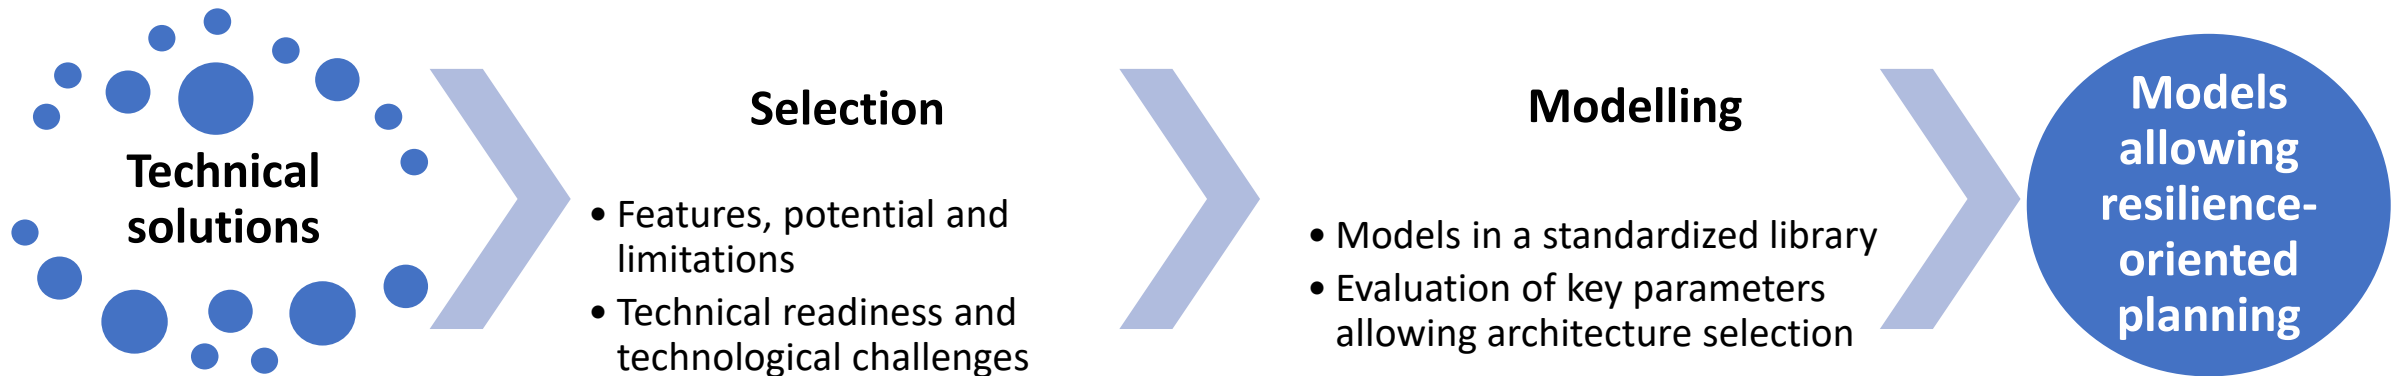 Technical
solutions
Selection
• Features, potential and
limitations
• Technical readiness and
technological challenges
Modelling
• Models in a standardized library
• Evaluation of key parameters
allowing architecture selection
Models
allowing
resilience-
oriented
planning